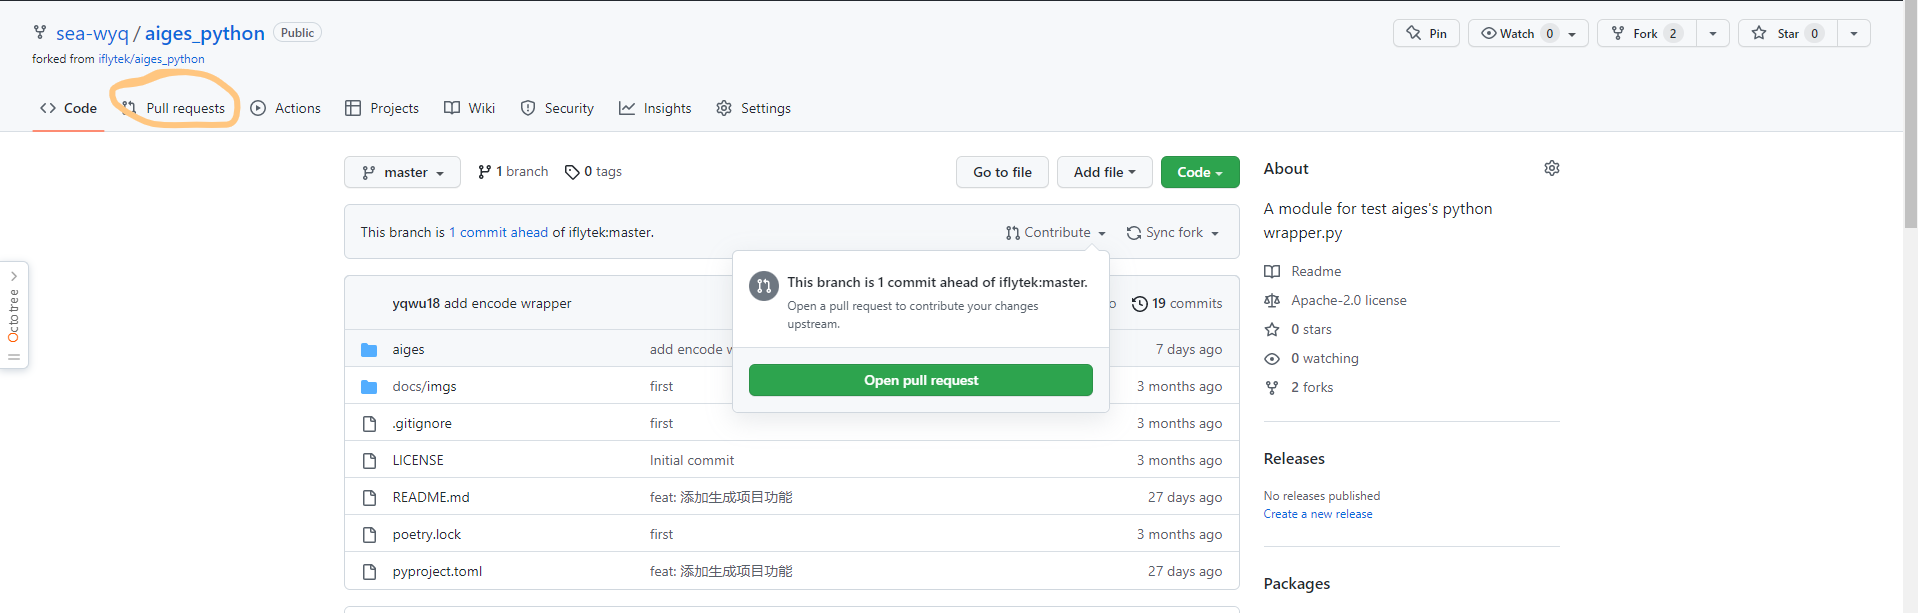 sea-wyq / aiges_python Public
Pin Watch 0 Fork 2 Star 0
forked from iflytek/aiges_python
Code Pull requests Actions Projects Wiki Security Insights Settings
master 1 branch 0 tags Go to file Add file Code
This branch is 1 commit ahead of iflytek:master. Contribute Sync fork
This branch is 1 commit ahead of iflytek:master.
Open a pull request to contribute your changes
upstream.
Open pull request
yqwu18 add encode wrapper 19 commits
aiges add encode 7 days ago
docs/imgs first 3 months ago
.gitignore first 3 months ago
LICENSE Initial commit 3 months ago
README.md feat: 添加生成项目功能 27 days ago
poetry.lock first 3 months ago
pyproject.toml feat: 添加生成项目功能 27 days ago
About
A module for test aiges's python
wrapper.py
Readme
Apache-2.0 license
0 stars
0 watching
2 forks
Releases
No releases published
Create a new release
Packages
Octotree